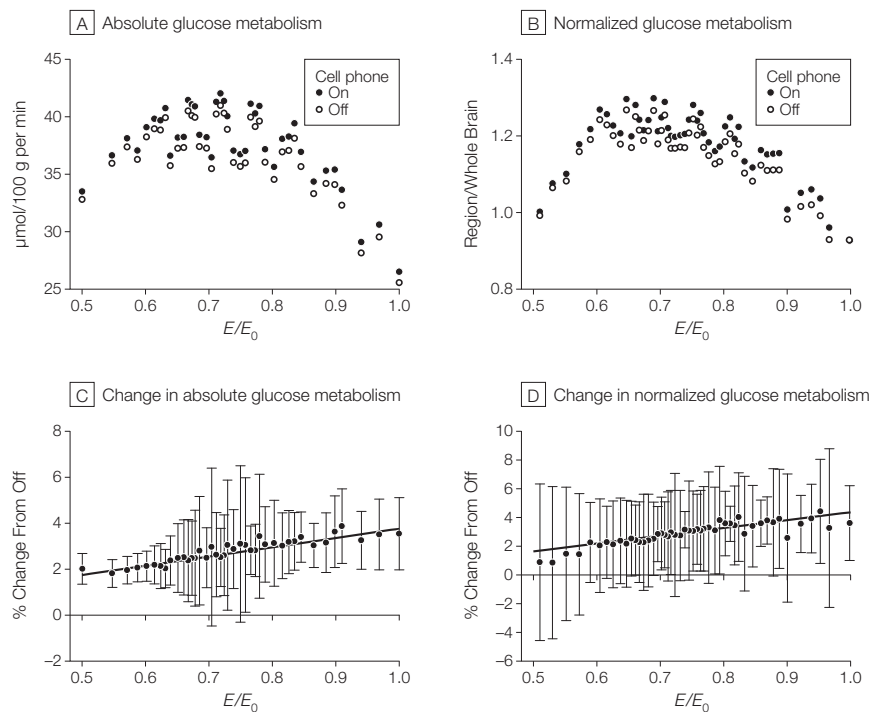 A Absolute glucose metabolism
45
40
35
30
25
μmol/100 g per min
Cell phone
On
Off
0.5 0.6 0.7 0.8 0.9 1.0
E/E0
B Normalized glucose metabolism
1.4
1.2
1.0
0.8
Region/Whole Brain
Cell phone
On
Off
0.5 0.6 0.7 0.8 0.9 1.0
E/E0
C Change in absolute glucose metabolism
8
6
4
2
0
−2
% Change From Off
0.5 0.6 0.7 0.8 0.9 1.0
E/E0
D Change in normalized glucose metabolism
10
8
6
4
2
0
−2
−4
−6
% Change From Off
0.5 0.6 0.7 0.8 0.9 1.0
E/E0